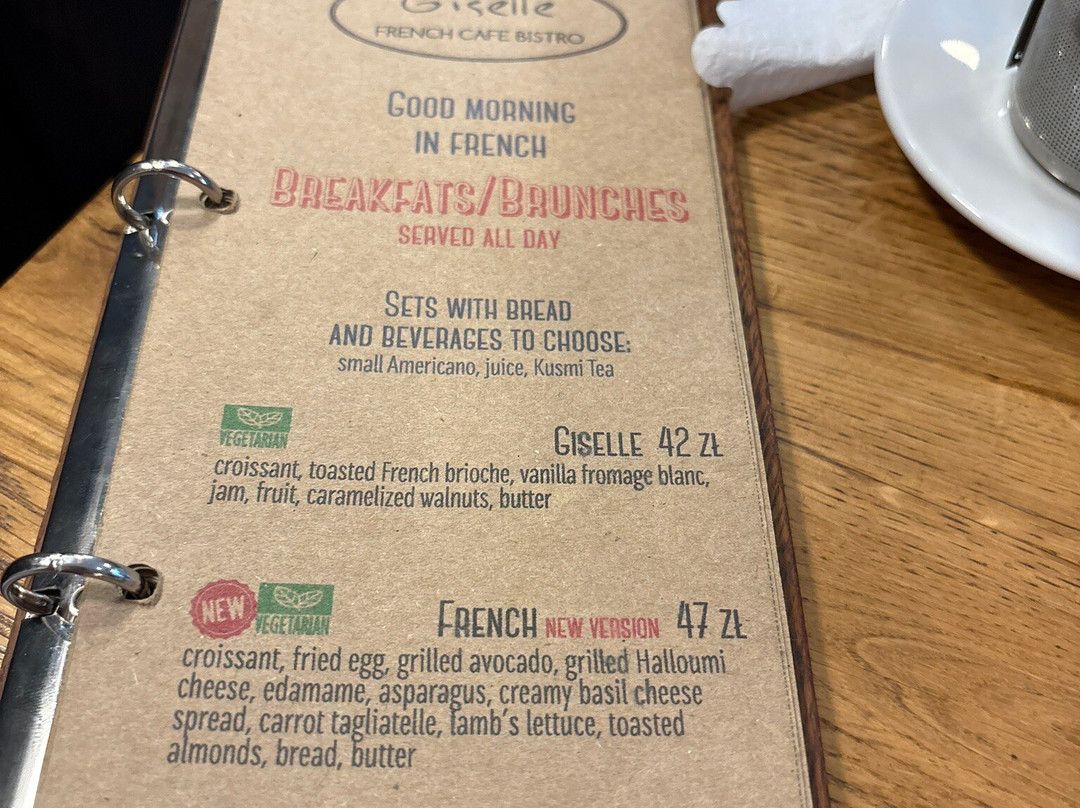 Giselle
FRENCH CAFE BISTRO
GOOD MORNING
IN FRENCH
BREAKFATS/BRUNCHES
SERVED ALL DAY
SETS WITH BREAD
AND BEVERAGES TO CHOOSE:
small Americano, juice, Kusmi Tea
VEGETARIAN
GISELLE 42 ZŁ
croissant, toasted French brioche, vanilla fromage blanc,
jam, fruit, caramelized walnuts, butter
NEW VEGETARIAN
FRENCH NEW VERSION 47 ZŁ
croissant, fried egg, grilled avocado, grilled Halloumi
cheese, edamame, asparagus, creamy basil cheese
spread, carrot tagliatelle, lamb's lettuce, toasted
almonds, bread, butter